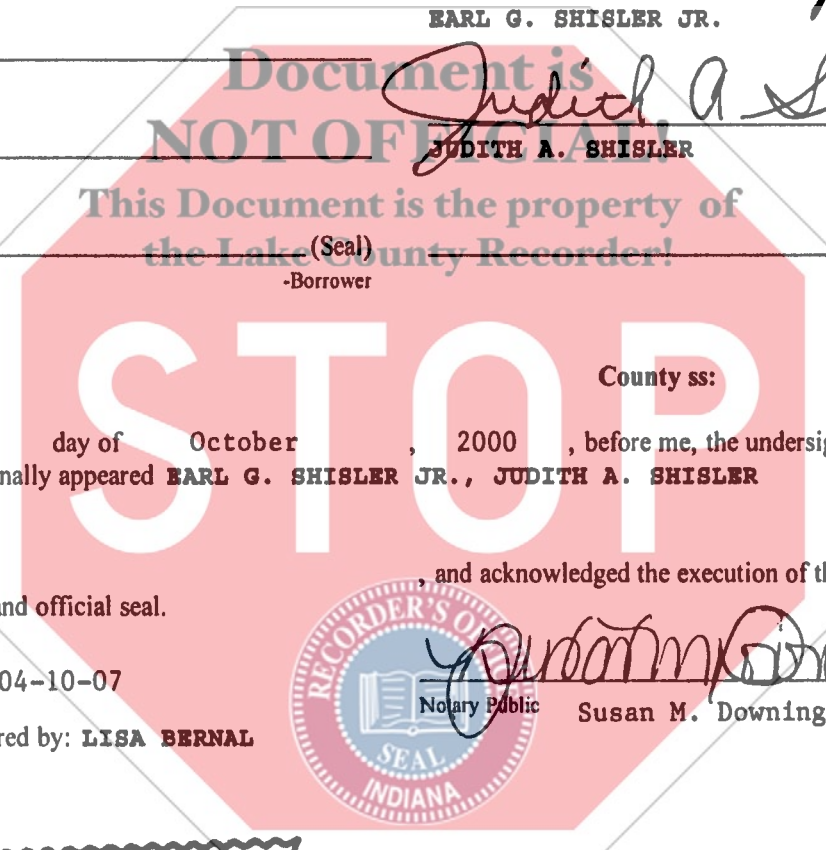 EARL G. SHISLER JR.
Document is
Judith A S
NOT OFFICIAL!
JUDITH A. SHISLER
This Document is the property of
(Seal)
the Lake County Recorder!
-Borrower
STOP
County ss:
day of October , 2000 , before me, the undersig
nally appeared EARL G. SHISLER JR., JUDITH A. SHISLER
, and acknowledged the execution of th
and official seal.
RECORDER'S OFFICE
04-10-07
Notary Public Susan M. Downing
red by: LISA BERNAL
SEAL
INDIANA